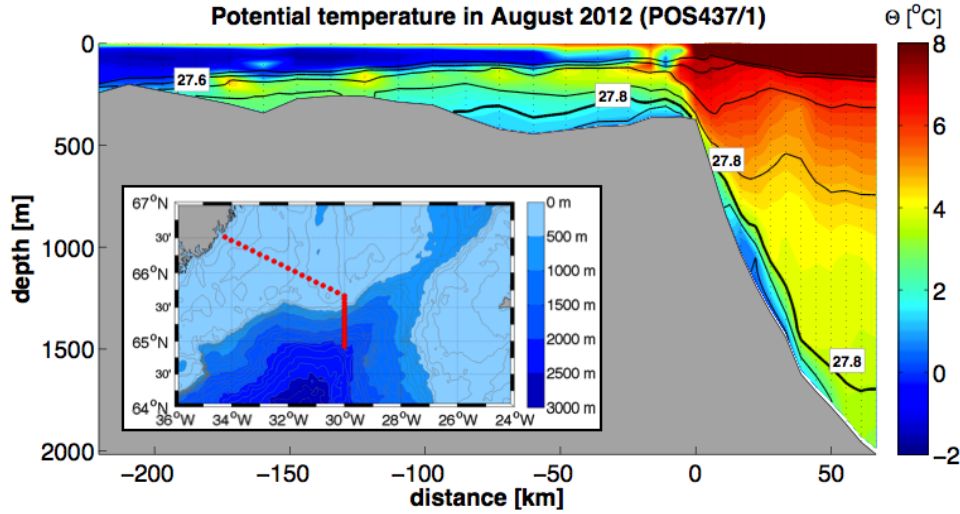 Potential temperature in August 2012 (POS437/1)
Θ [°C]
0
500
1000
1500
2000
depth [m]
27.6
27.8
27.8
27.8
8
6
4
2
0
−2
67°N
30'
66°N
30'
65°N
30'
64°N
36°W 34°W 32°W 30°W 28°W 26°W 24°W
0 m
500 m
1000 m
1500 m
2000 m
2500 m
3000 m
−200 −150 −100 −50 0 50
distance [km]